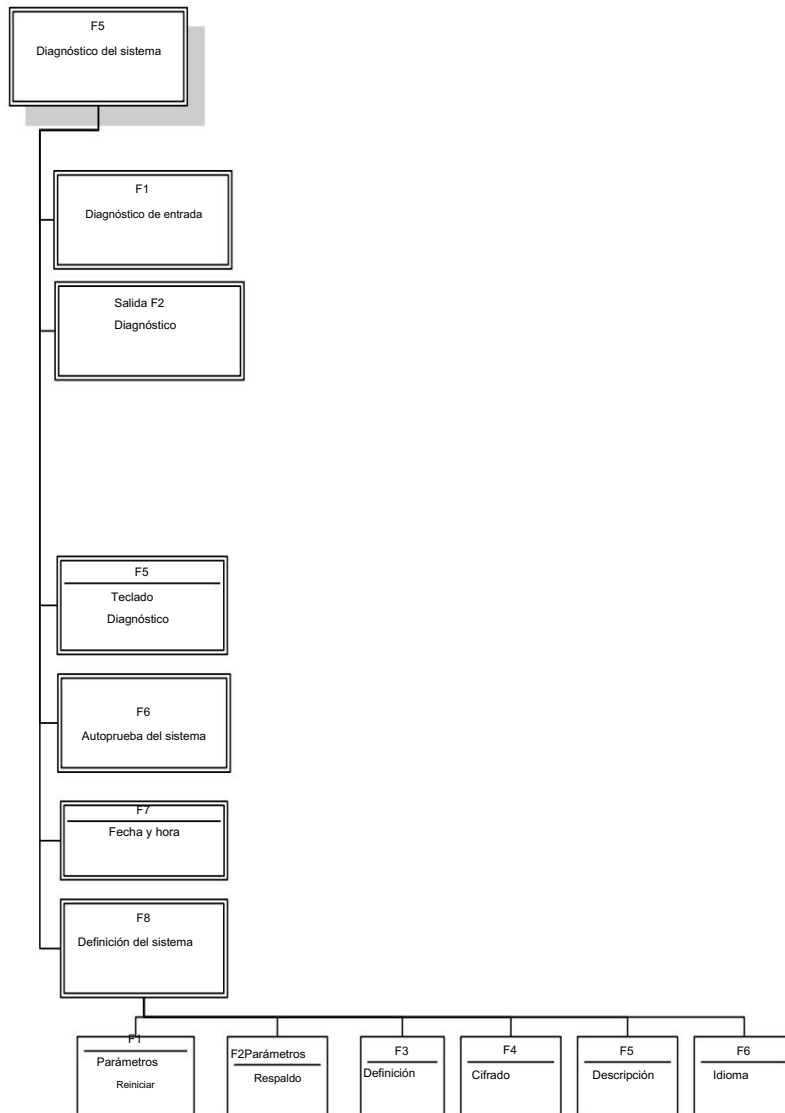 F5
Diagnóstico del sistema
F1
Diagnóstico de entrada
Salida F2
Diagnóstico
F5
Teclado
Diagnóstico
F6
Autoprueba del sistema
F7
Fecha y hora
F8
Definición del sistema
F1
Parámetros
Reiniciar
F2Parámetros
Respaldo
F3
Definición
F4
Cifrado
F5
Descripción
F6
Idioma